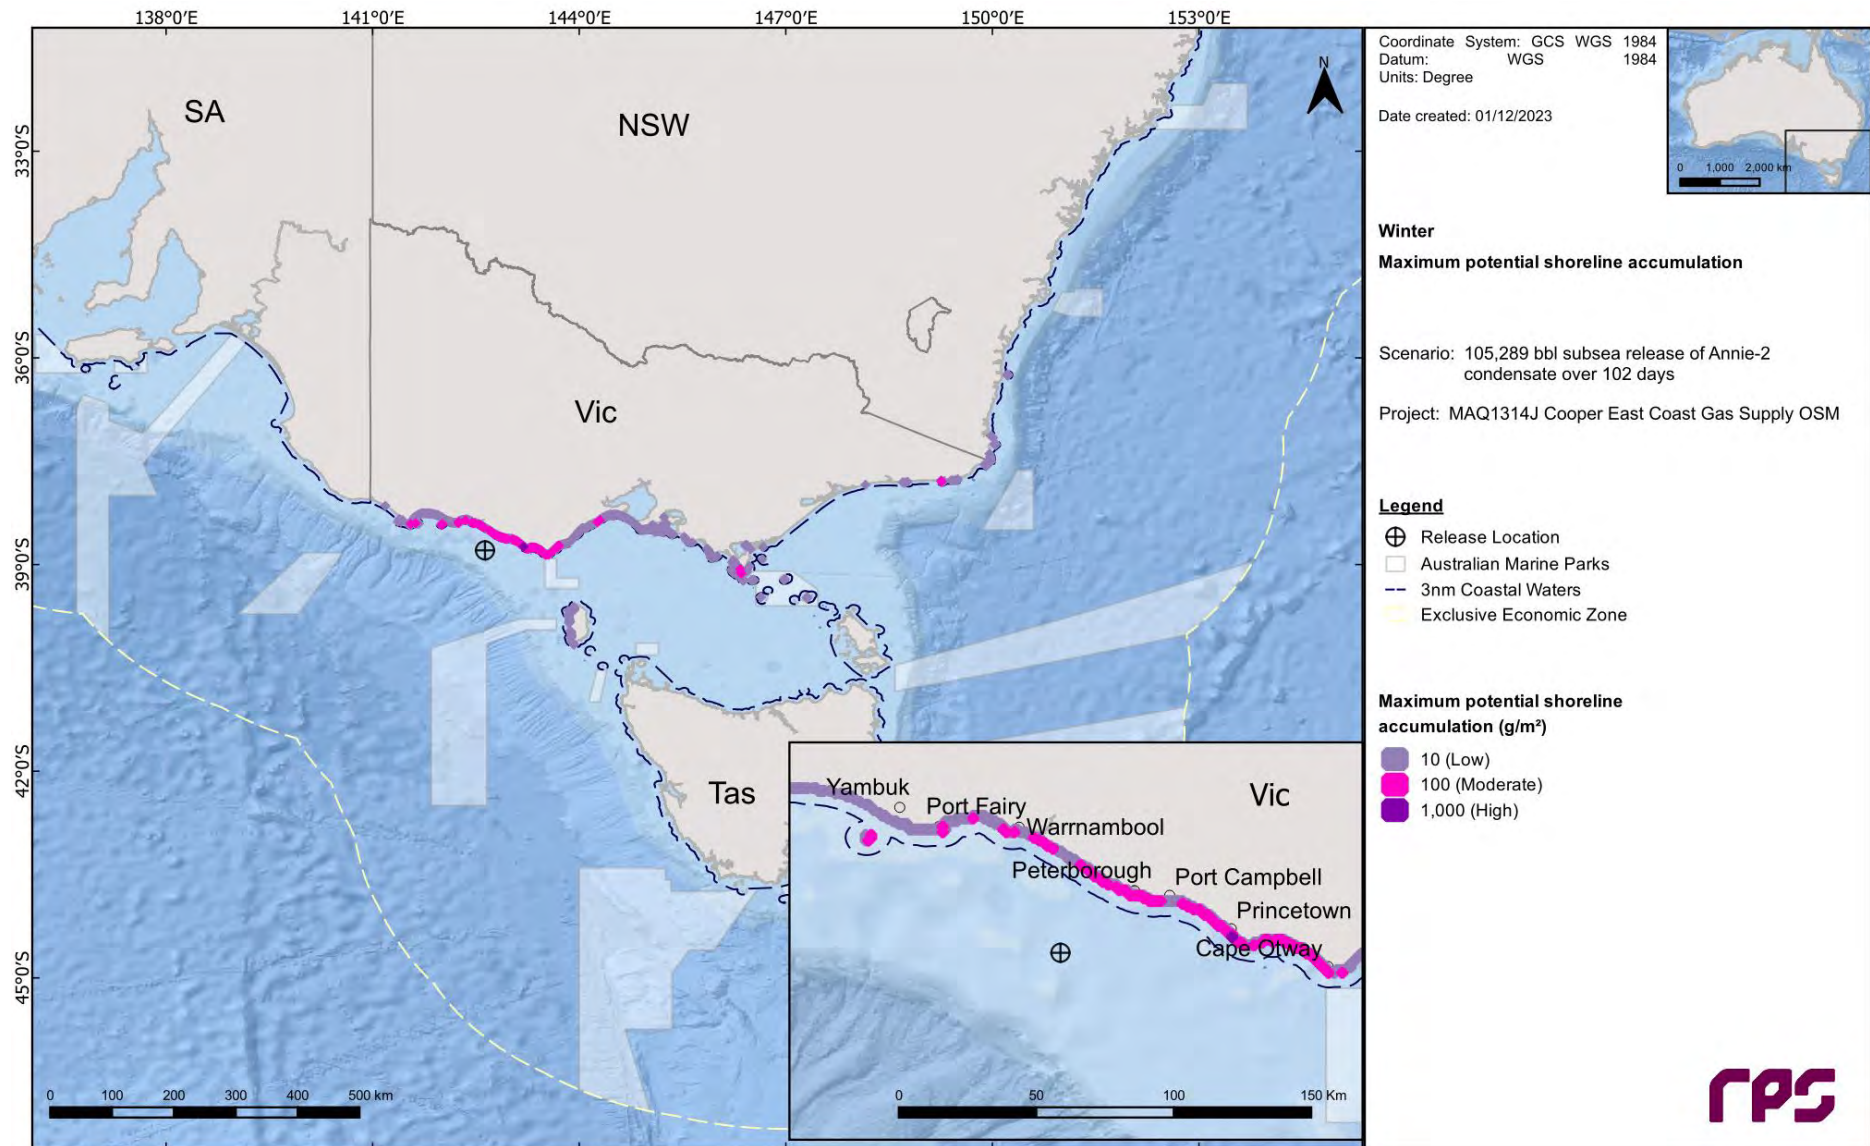 138°0'E 141°0'E 144°0'E 147°0'E 150°0'E 153°0'E
33°0'S
36°0'S
39°0'S
42°0'S
45°0'S
SA
NSW
Vic
Tas
N
0 100 200 300 400 500 km
Yambuk
Vic
Port Fairy
Warrnambool
Peterborough
Port Campbell
Princetown
Cape Otway
0 50 100 150 Km
Coordinate System: GCS WGS 1984
Datum: WGS 1984
Units: Degree
Date created: 01/12/2023
0 1,000 2,000 km
Winter
Maximum potential shoreline accumulation
Scenario: 105,289 bbl subsea release of Annie-2
condensate over 102 days
Project: MAQ1314J Cooper East Coast Gas Supply OSM
Legend
Release Location
Australian Marine Parks
3nm Coastal Waters
Exclusive Economic Zone
Maximum potential shoreline
accumulation (g/m²)
10 (Low)
100 (Moderate)
1,000 (High)
rps